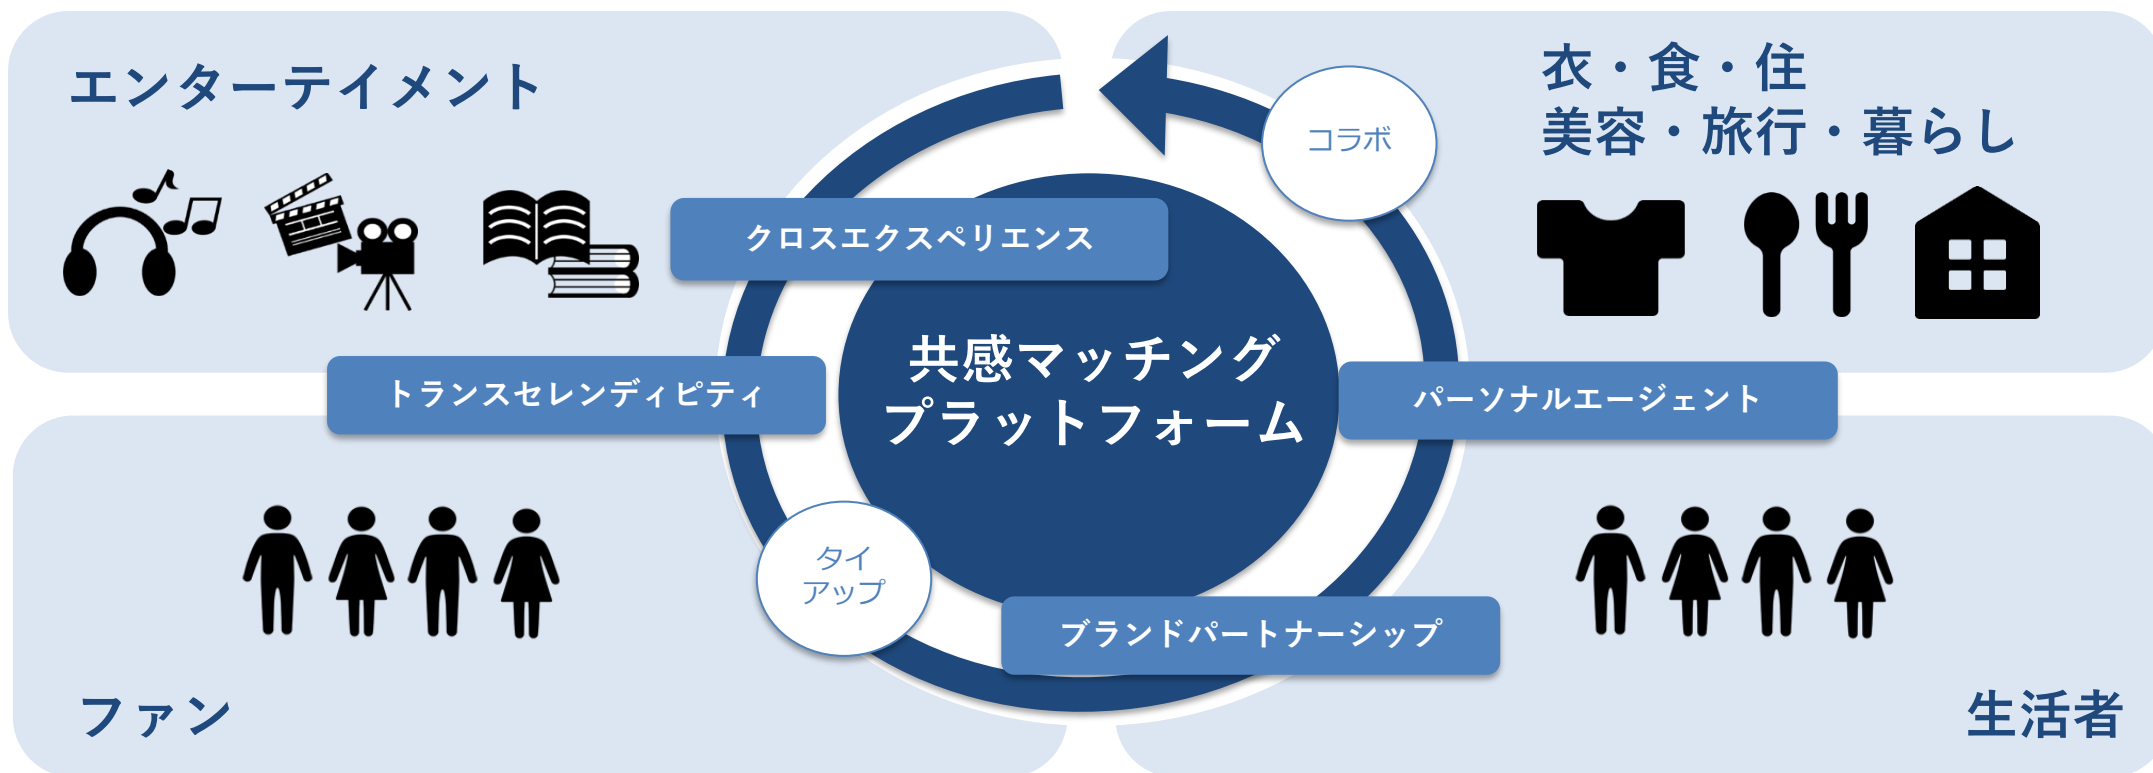 エンターテイメント
衣・食・住
美容・旅行・暮らし
コラボ
クロスエクスペリエンス
共感マッチング
プラットフォーム
トランスセレンディピティ
パーソナルエージェント
タイ
アップ
ブランドパートナーシップ
ファン
生活者